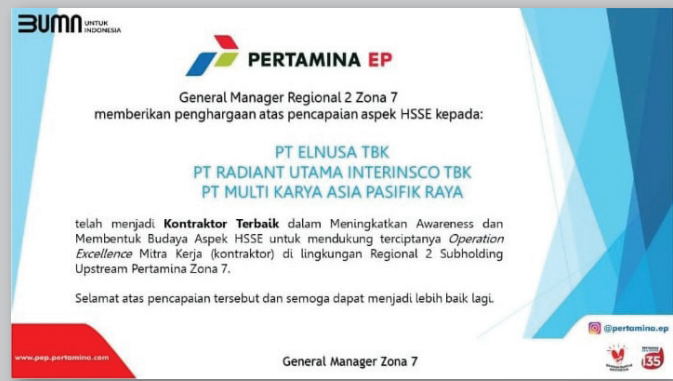 BUMN UNTUK
INDONESIA
PERTAMINA EP
General Manager Regional 2 Zona 7
memberikan penghargaan atas pencapaian aspek HSSE kepada:
PT ELNUSA TBK
PT RADIANT UTAMA INTERINSCO TBK
PT MULTI KARYA ASIA PASIFIK RAYA
telah menjadi Kontraktor Terbaik dalam Meningkatkan Awareness dan
Membentuk Budaya Aspek HSSE untuk mendukung terciptanya Operation
Excellence Mitra Kerja (kontraktor) di lingkungan Regional 2 Subholding
Upstream Pertamina Zona 7.
Selamat atas pencapaian tersebut dan semoga dapat menjadi lebih baik lagi.
@pertamina.ep
www.pep.pertamina.com
General Manager Zona 7
135